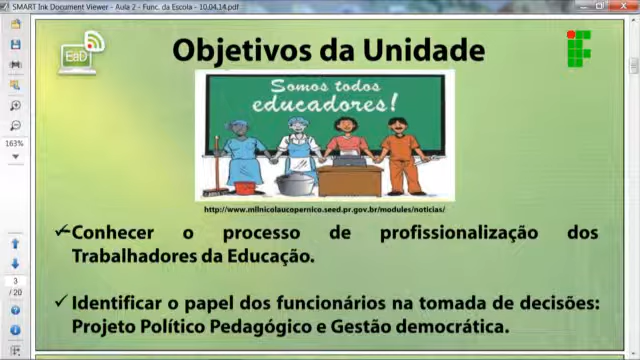 SMART Ink Document Viewer - Aula 2 - Func. da Escola - 10.04.14.pdf
EaD
Objetivos da Unidade
Somos todos
educadores!
163%
http://www.mllnicolaucopernico.seed.pr.gov.br/modules/noticias/
Conhecer o processo de profissionalização dos
Trabalhadores da Educação.
3
/ 20
Identificar o papel dos funcionários na tomada de decisões:
Projeto Político Pedagógico e Gestão democrática.